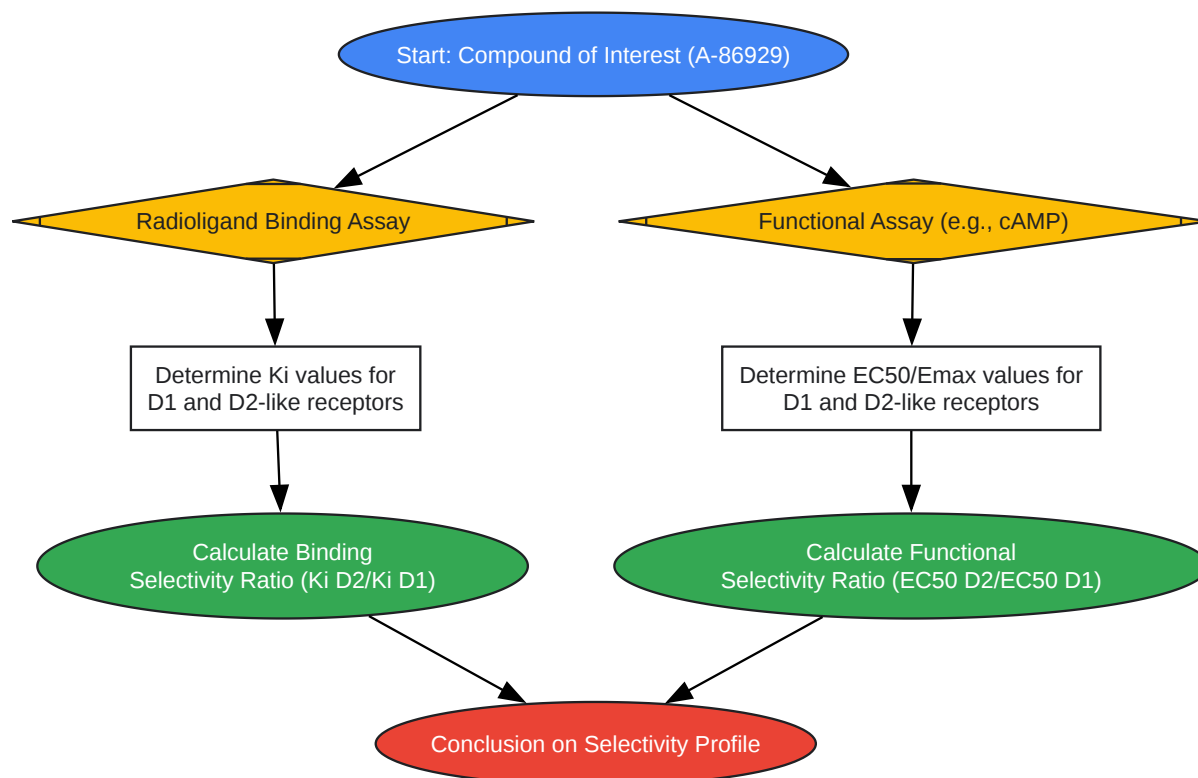 Start: Compound of Interest (A-86929)
Radioligand Binding Assay
Functional Assay (e.g., cAMP)
Determine Ki values for
D1 and D2-like receptors
Determine EC50/Emax values for
D1 and D2-like receptors
Calculate Binding
Selectivity Ratio (Ki D2/Ki D1)
Calculate Functional
Selectivity Ratio (EC50 D2/EC50 D1)
Conclusion on Selectivity Profile